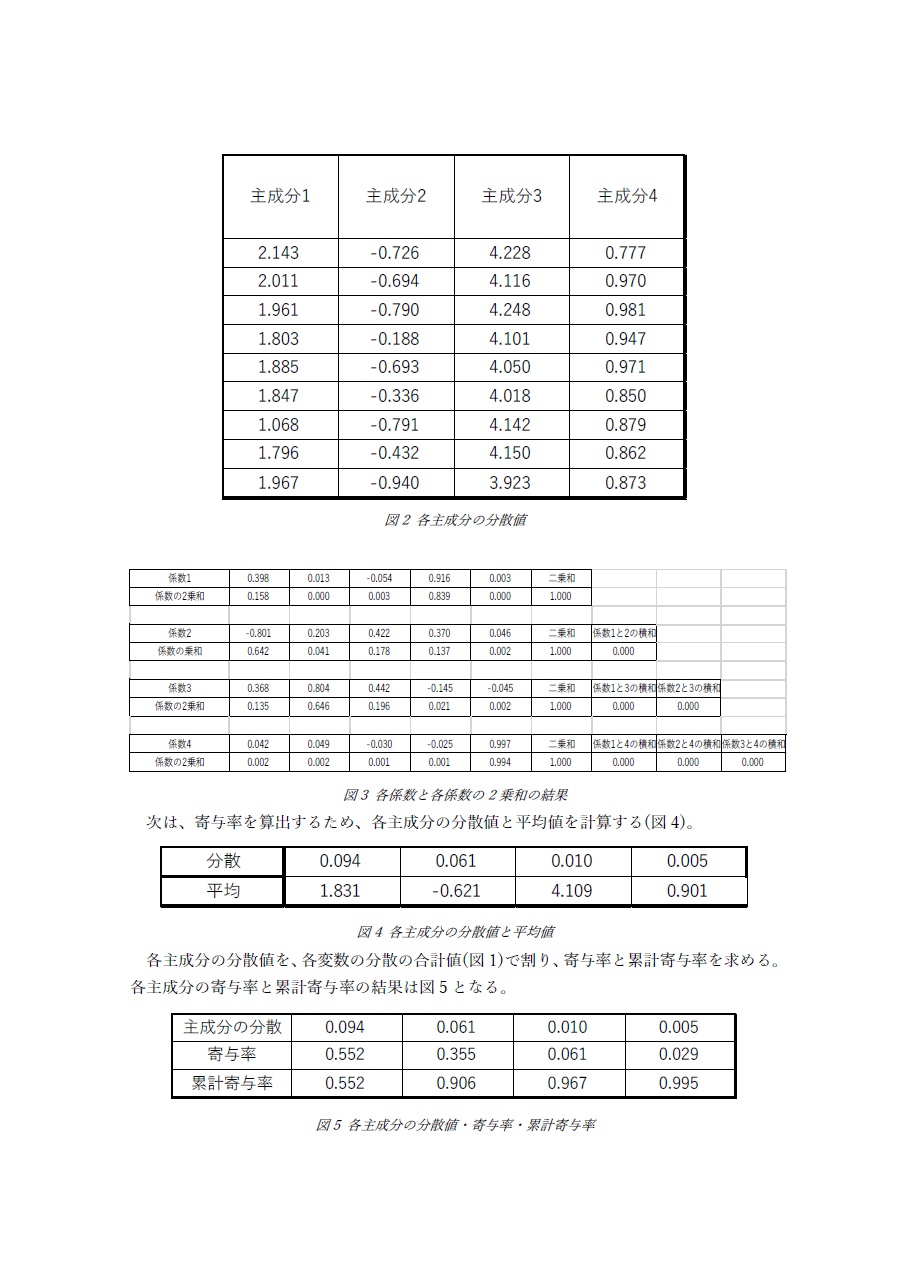 主成分1 主成分2 主成分3 主成分4
2.143 -0.726 4.228 0.777
2.011 -0.694 4.116 0.970
1.961 -0.790 4.248 0.981
1.803 -0.188 4.101 0.947
1.885 -0.693 4.050 0.971
1.847 -0.336 4.018 0.850
1.068 -0.791 4.142 0.879
1.796 -0.432 4.150 0.862
1.967 -0.940 3.923 0.873
図2 各主成分の分散値
係数1 0.398 0.013 -0.054 0.916 0.003 二乗和
係数の2乗和 0.158 0.000 0.003 0.839 0.000 1.000
係数2 -0.801 0.203 0.422 0.370 0.046 二乗和 係数1と2の積和
係数の乗和 0.642 0.041 0.178 0.137 0.002 1.000 0.000
係数3 0.368 0.804 0.442 -0.145 -0.045 二乗和 係数1と3の積和 係数2と3の積和
係数の2乗和 0.135 0.646 0.196 0.021 0.002 1.000 0.000 0.000
係数4 0.042 0.049 -0.030 -0.025 0.997 二乗和 係数1と4の積和 係数2と4の積和 係数3と4の積和
係数の2乗和 0.002 0.002 0.001 0.001 0.994 1.000 0.000 0.000 0.000
図3 各係数と各係数の2乗和の結果
次は、寄与率を算出するため、各主成分の分散値と平均値を計算する(図4)。
分散 0.094 0.061 0.010 0.005
平均 1.831 -0.621 4.109 0.901
図4 各主成分の分散値と平均値
各主成分の分散値を、各変数の分散の合計値(図1)で割り、寄与率と累計寄与率を求める。
各主成分の寄与率と累計寄与率の結果は図5となる。
主成分の分散 0.094 0.061 0.010 0.005
寄与率 0.552 0.355 0.061 0.029
累計寄与率 0.552 0.906 0.967 0.995
図5 各主成分の分散値・寄与率・累計寄与率